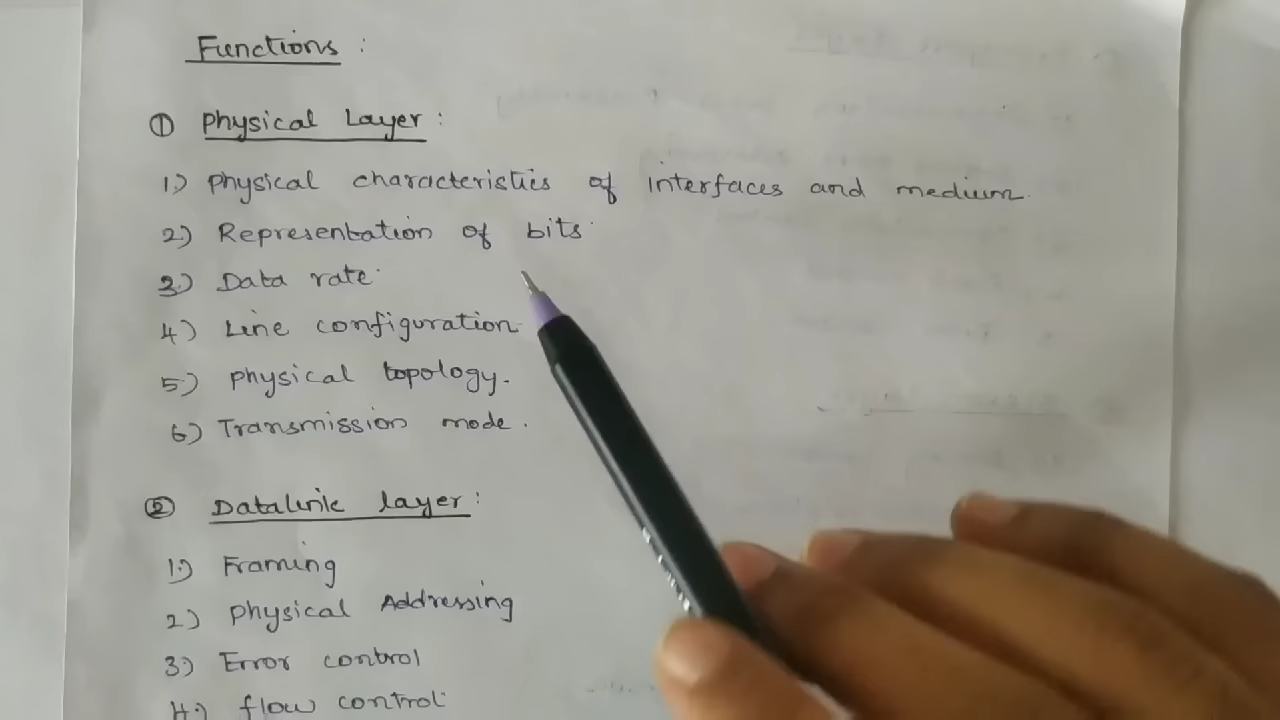 Functions :
① Physical Layer :
1) Physical characteristics of interfaces and medium.
2) Representation of bits.
3) Data rate.
4) Line configuration.
5) Physical topology.
6) Transmission mode.
② Datalink layer :
1) Framing
2) Physical Addressing
3) Error control
4) flow control